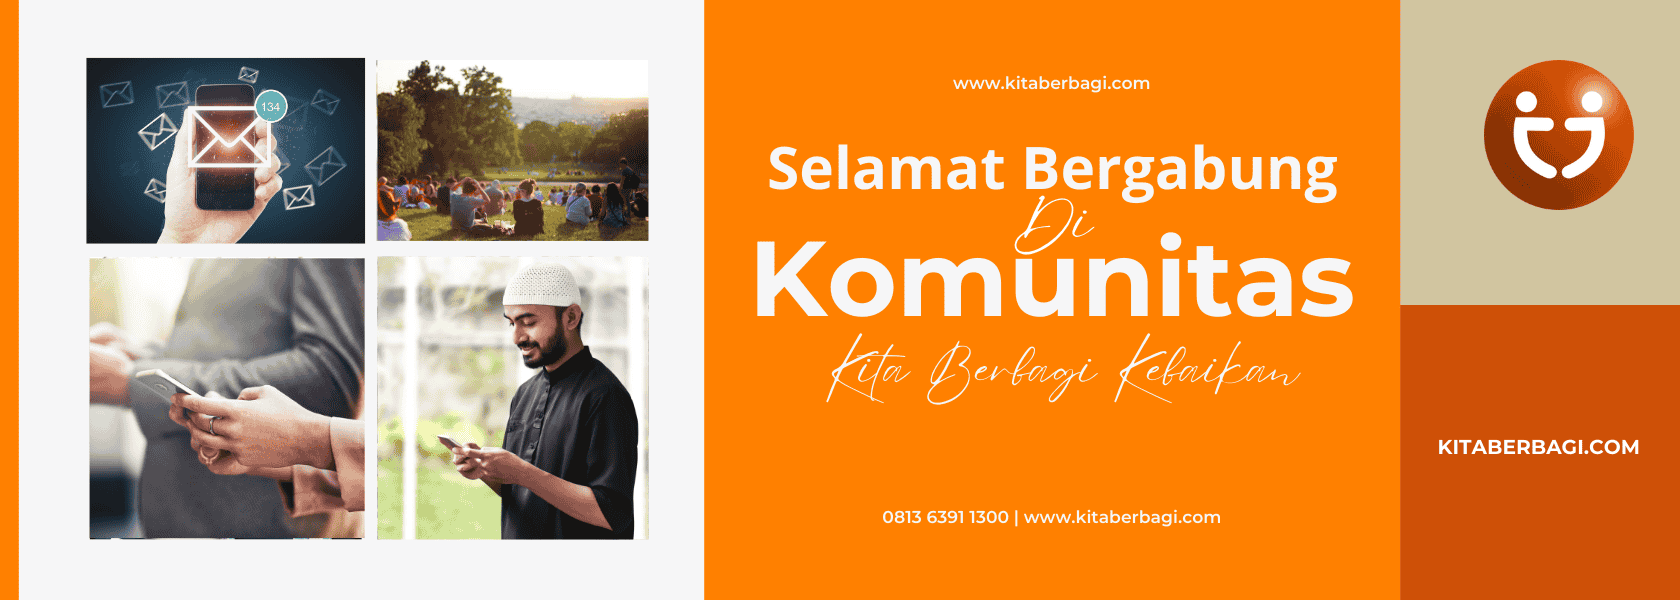 134
www.kitaberbagi.com
Selamat Bergabung
Di
Komunitas
Kita Berbagi Kebaikan
0813 6391 1300 | www.kitaberbagi.com
KITABERBAGI.COM